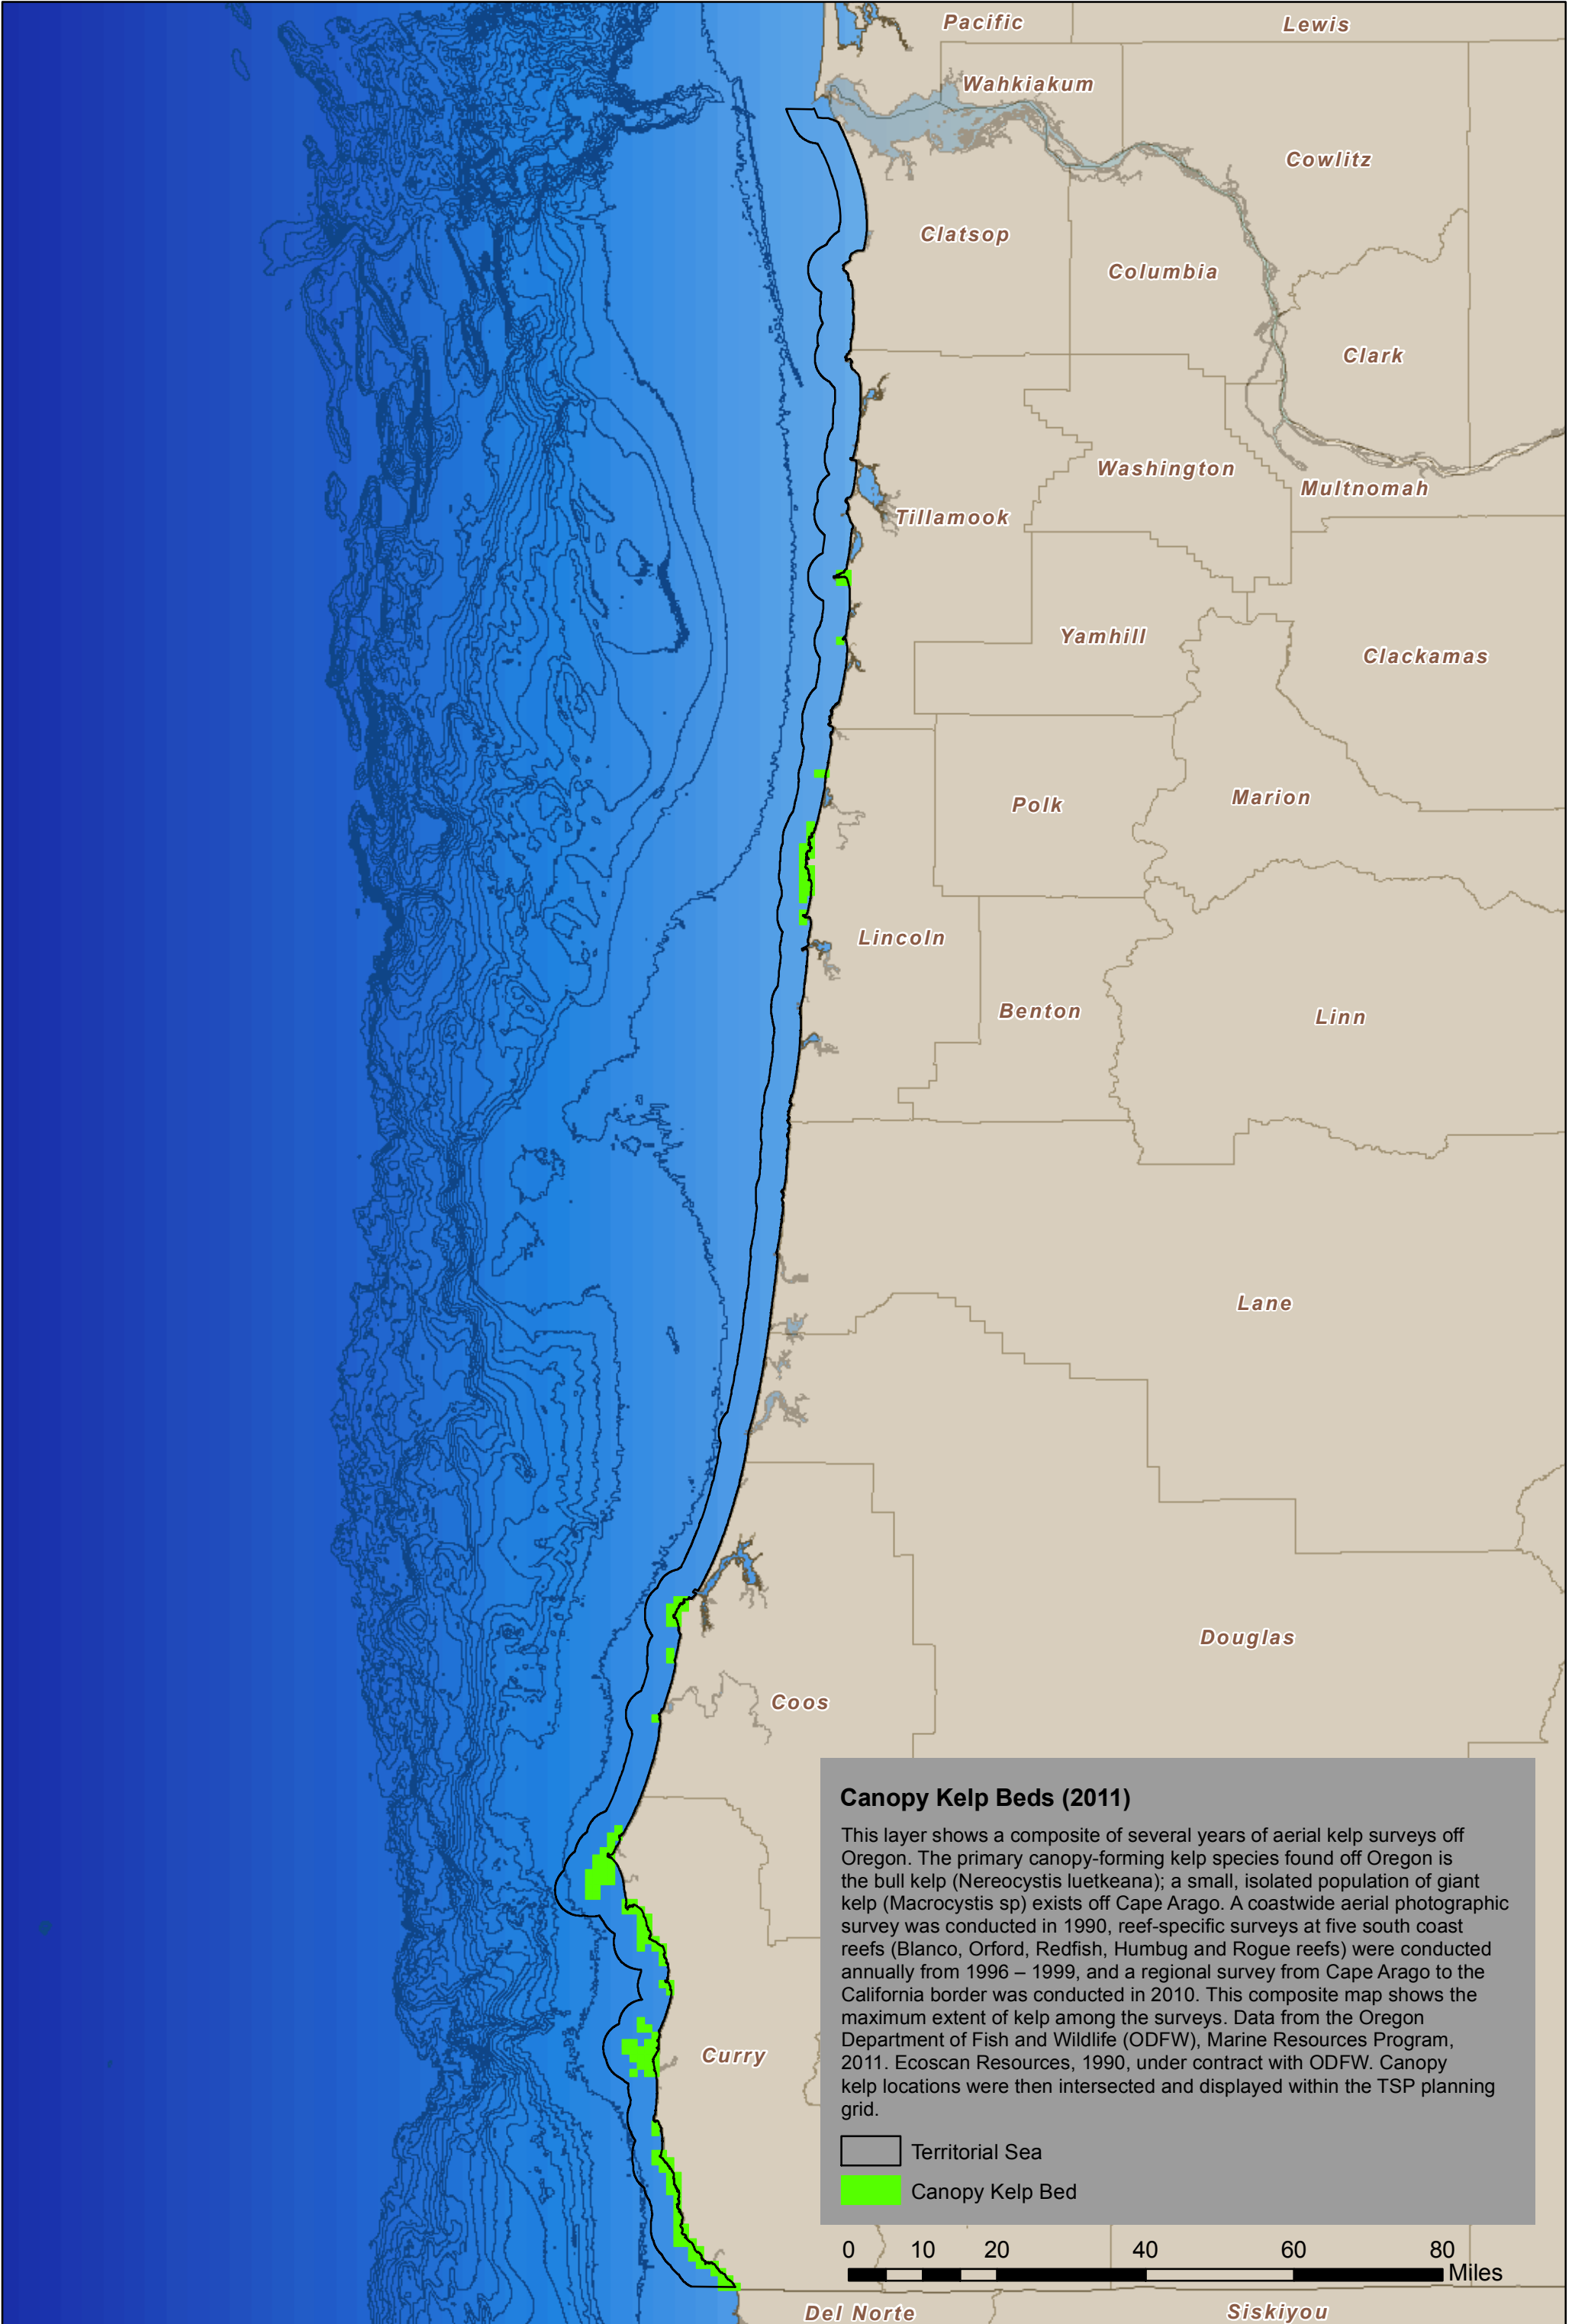 Pacific
Lewis
Wahkiakum
Cowlitz
Clatsop
Columbia
Clark
Washington
Multnomah
Tillamook
Yamhill
Clackamas
Polk
Marion
Lincoln
Benton
Linn
Lane
Douglas
Coos
Curry
Canopy Kelp Beds (2011)
This layer shows a composite of several years of aerial kelp surveys off
Oregon. The primary canopy-forming kelp species found off Oregon is
the bull kelp (Nereocystis luetkeana); a small, isolated population of giant
kelp (Macrocystis sp) exists off Cape Arago. A coastwide aerial photographic
survey was conducted in 1990, reef-specific surveys at five south coast
reefs (Blanco, Orford, Redfish, Humbug and Rogue reefs) were conducted
annually from 1996 – 1999, and a regional survey from Cape Arago to the
California border was conducted in 2010. This composite map shows the
maximum extent of kelp among the surveys. Data from the Oregon
Department of Fish and Wildlife (ODFW), Marine Resources Program,
2011. Ecoscan Resources, 1990, under contract with ODFW. Canopy
kelp locations were then intersected and displayed within the TSP planning
grid.
Territorial Sea
Canopy Kelp Bed
0 10 20 40 60 80
Miles
Del Norte
Siskiyou